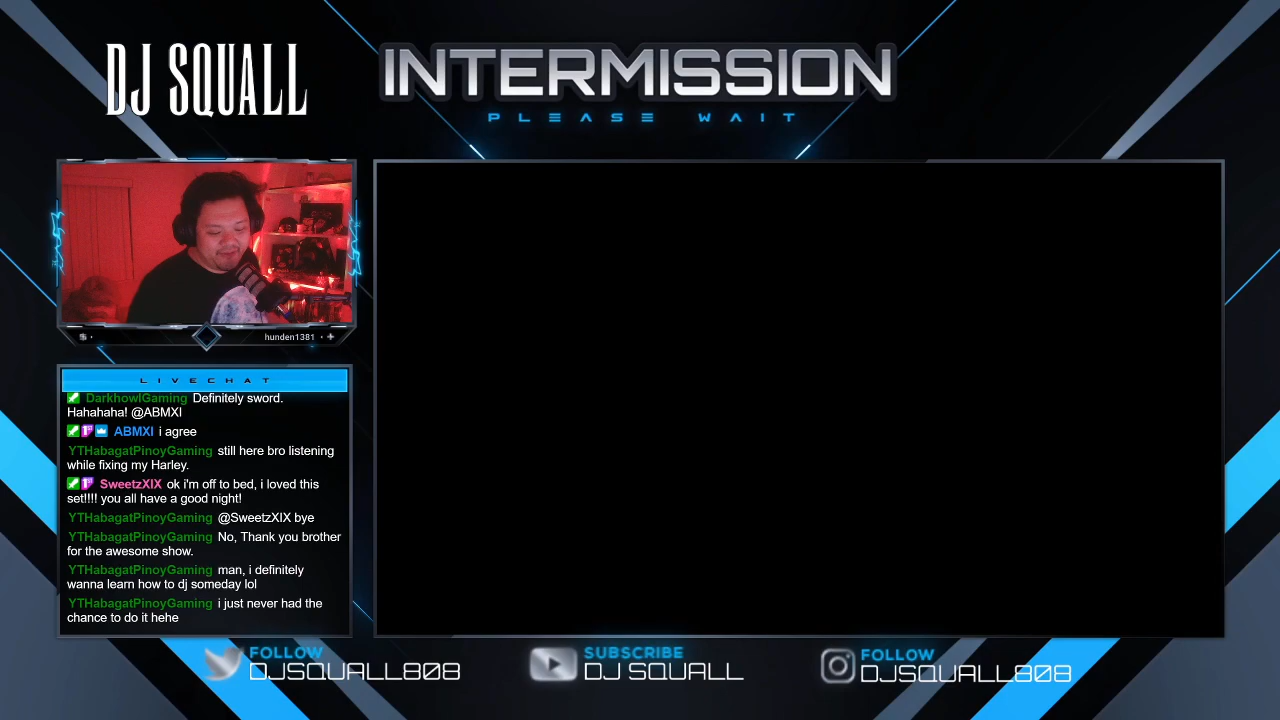 DJ SQUALL
INTERMISSION
PLEASE WAIT
hunden1381
LIVECHAT
DarkhowlGaming Definitely sword.
Hahahaha! @ABMXI
ABMXI i agree
YTHabagatPinoyGaming still here bro listening
while fixing my Harley.
SweetzXIX ok i'm off to bed, i loved this
set!!!! you all have a good night!
YTHabagatPinoyGaming @SweetzXIX bye
YTHabagatPinoyGaming No, Thank you brother
for the awesome show.
YTHabagatPinoyGaming man, i definitely
wanna learn how to dj someday lol
YTHabagatPinoyGaming i just never had the
chance to do it hehe
FOLLOW
DJSQUALL808
SUBSCRIBE
DJ SQUALL
FOLLOW
DJSQUALL808